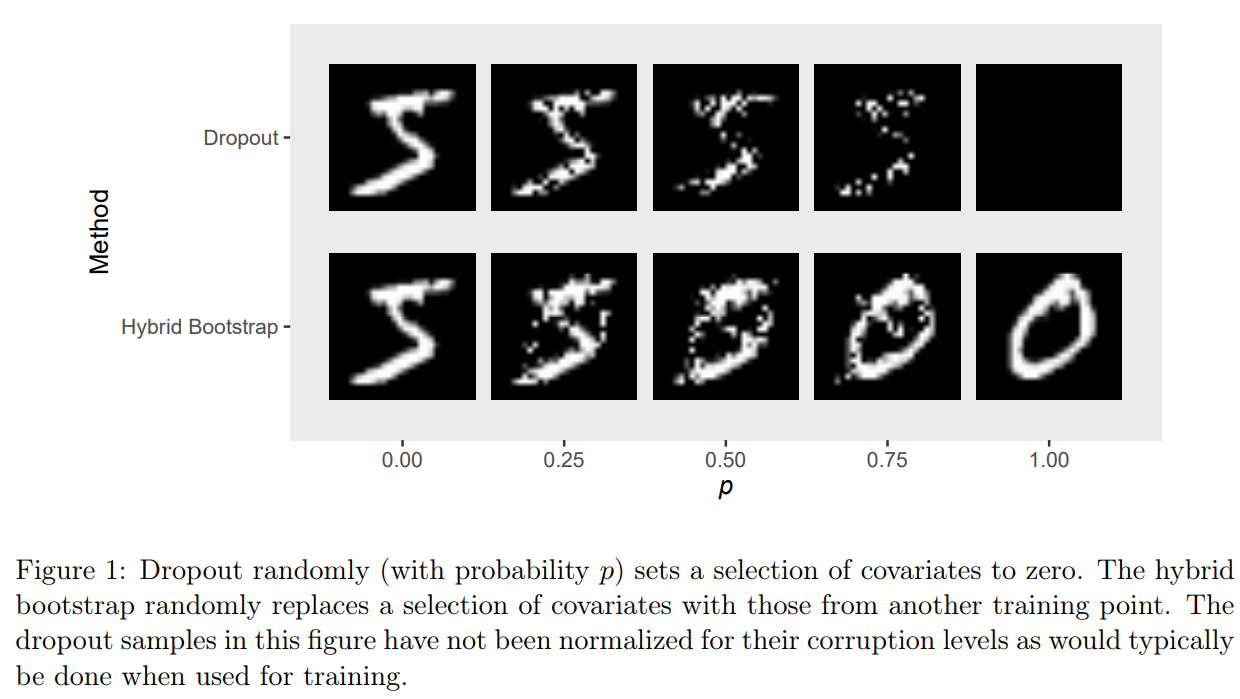 Method
Dropout
Hybrid Bootstrap
0.00 0.25 0.50 0.75 1.00
p
Figure 1: Dropout randomly (with probability p) sets a selection of covariates to zero. The hybrid
bootstrap randomly replaces a selection of covariates with those from another training point. The
dropout samples in this figure have not been normalized for their corruption levels as would typically
be done when used for training.